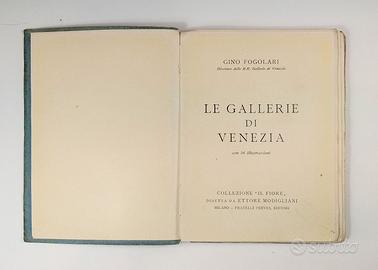 GINO FOGOLARI
Direttore delle R.R. Gallerie di Venezia
LE GALLERIE
DI
VENEZIA
con 56 illustrazioni
COLLEZIONE "IL FIORE"
DIRETTA DA ETTORE MODIGLIANI
MILANO - FRATELLI TREVES, EDITORI
subito